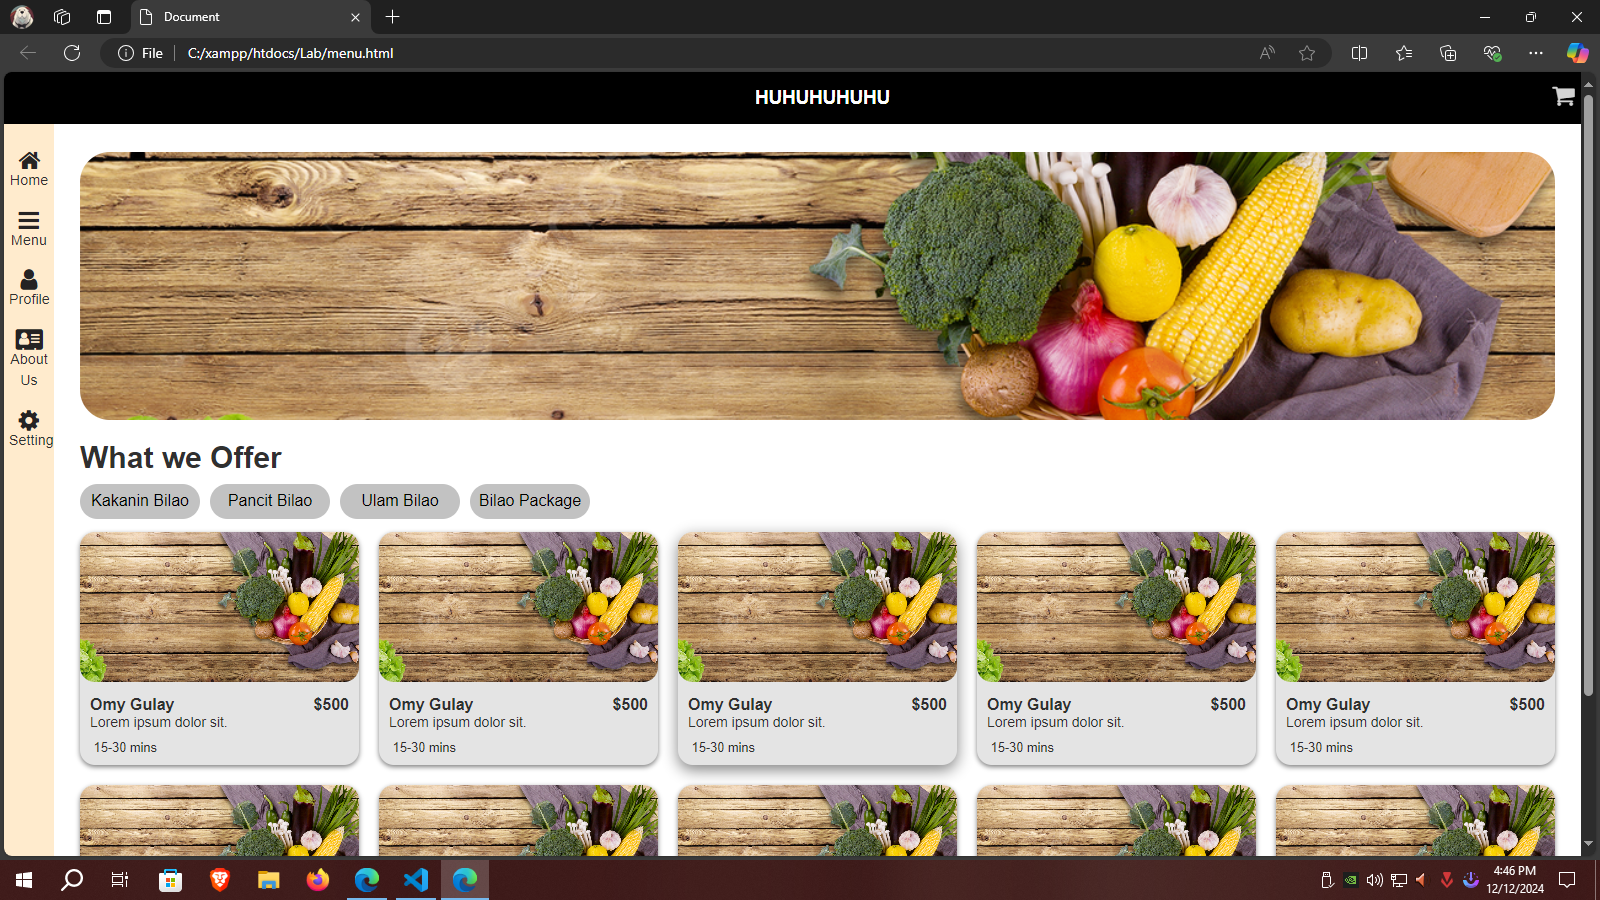 Document
File
C:/xampp/htdocs/Lab/menu.html
HUHUHUHUHU
Home
Menu
Profile
About
Us
Setting
What we Offer
Kakanin Bilao
Pancit Bilao
Ulam Bilao
Bilao Package
Omy Gulay $500
Lorem ipsum dolor sit.
15-30 mins
Omy Gulay $500
Lorem ipsum dolor sit.
15-30 mins
Omy Gulay $500
Lorem ipsum dolor sit.
15-30 mins
Omy Gulay $500
Lorem ipsum dolor sit.
15-30 mins
Omy Gulay $500
Lorem ipsum dolor sit.
15-30 mins
4:46 PM
12/12/2024